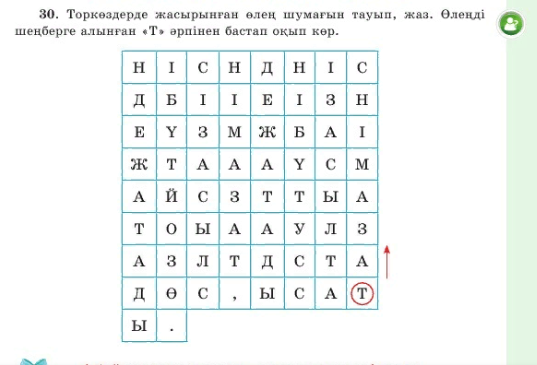 30. Торкөздерде жасырынған өлең шумағын тауып, жаз. Өлеңді
шеңберге алынған «Т» әрпінен бастап оқып көр.
Н І С Н Д Н І С
Д Б І І Е І З Н
Е Ү З М Ж Б А І
Ж Т А А А Ү С М
А Й С З Т Т Ы А
Т О Ы А А У Л З
А З Л Т Д С Т А
Д Ө С , Ы С А Т
Ы .